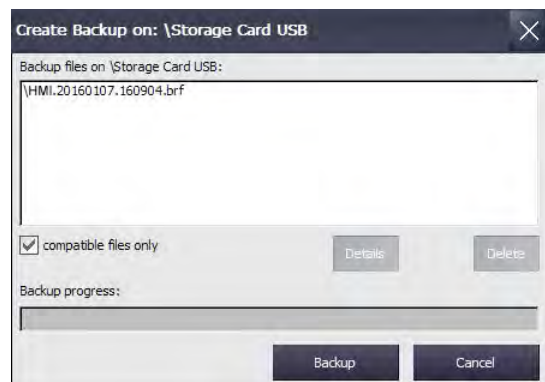 Create Backup on: \Storage Card USB
Backup files on \Storage Card USB:
\HMI.20160107.160904.brf
compatible files only
Details
Delete
Backup progress:
Backup
Cancel